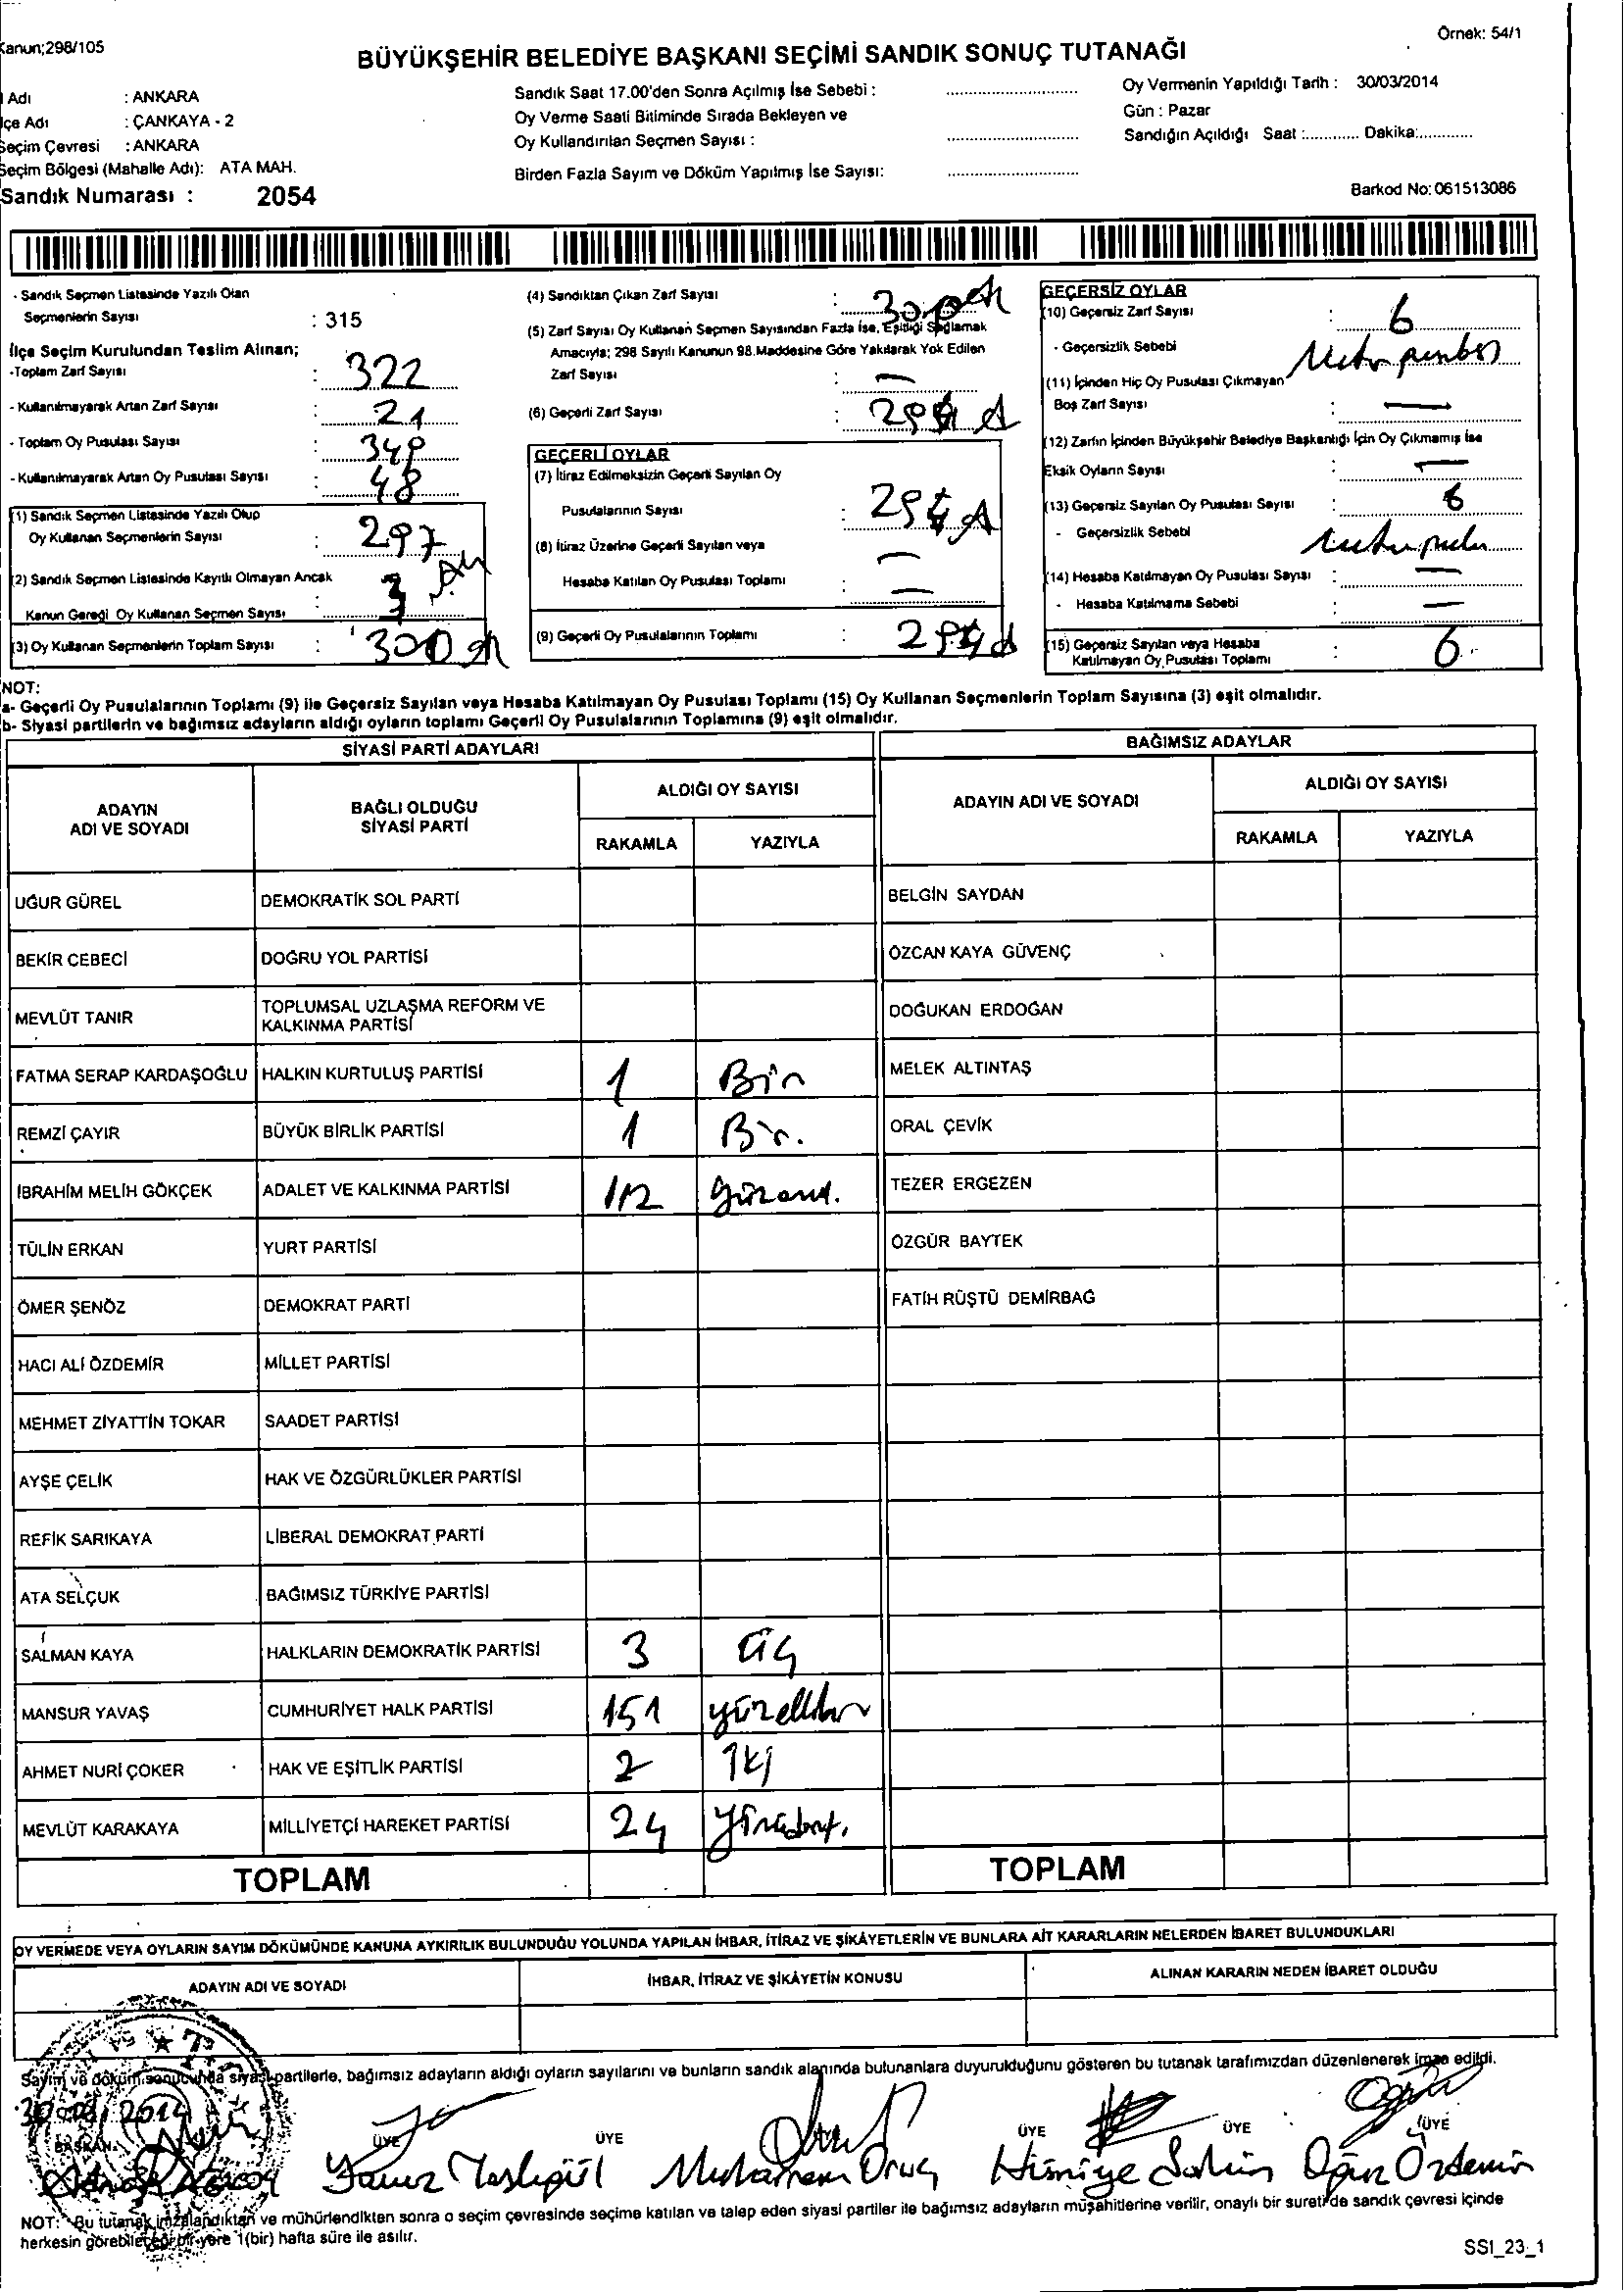 Kanun;298/105
Örnek: 54/1
BÜYÜKŞEHİR BELEDİYE BAŞKANI SEÇİMİ SANDIK SONUÇ TUTANAĞI
Adı : ANKARA
lçe Adı : ÇANKAYA - 2
Seçim Çevresi : ANKARA
Seçim Bölgesi (Mahalle Adı): ATA MAH.
Sandık Numarası : 2054
Sandık Saat 17.00'den Sonra Açılmış İse Sebebi :
Oy Verme Saati Bitiminde Sırada Bekleyen ve
Oy Kullandırılan Seçmen Sayısı :
Birden Fazla Sayım ve Döküm Yapılmış İse Sayısı:
Oy Vermenin Yapıldığı Tarih : 30/03/2014
Gün : Pazar
Sandığın Açıldığı Saat :............ Dakika:............
Barkod No: 061513086
- Sandık Seçmen Listesinde Yazılı Olan
Seçmenlerin Sayısı : 315
İlçe Seçim Kurulundan Teslim Alınan;
-Toplam Zarf Sayısı : 322
- Kullanılmayarak Artan Zarf Sayısı : 21
- Toplam Oy Pusulası Sayısı :
- Kullanılmayarak Artan Oy Pusulası Sayısı : 48
(1) Sandık Seçmen Listesinde Yazılı Olup
Oy Kullanan Seçmenlerin Sayısı : 297
(2) Sandık Seçmen Listesinde Kayıtlı Olmayan Ancak
Kanun Gereği Oy Kullanan Seçmen Sayısı : 3
(3) Oy Kullanan Seçmenlerin Toplam Sayısı : 300
(4) Sandıktan Çıkan Zarf Sayısı :
(5) Zarf Sayısı Oy Kullanan Seçmen Sayısından Fazla İse, Eşitliği Sağlamak
Amacıyla; 298 Sayılı Kanunun 98.Maddesine Göre Yakılarak Yok Edilen
Zarf Sayısı : —
(6) Geçerli Zarf Sayısı : 294
GEÇERLİ OYLAR
(7) İtiraz Edilmeksizin Geçerli Sayılan Oy
Pusulalarının Sayısı : 294
(8) İtiraz Üzerine Geçerli Sayılan veya —
Hesaba Katılan Oy Pusulası Toplamı : —
(9) Geçerli Oy Pusulalarının Toplamı : 294
GEÇERSİZ OYLAR
(10) Geçersiz Zarf Sayısı : 6
- Geçersizlik Sebebi
(11) İçinden Hiç Oy Pusulası Çıkmayan
Boş Zarf Sayısı : —
(12) Zarfın İçinden Büyükşehir Belediye Başkanlığı İçin Oy Çıkmamış İse
Eksik Oyların Sayısı : —
(13) Geçersiz Sayılan Oy Pusulası Sayısı : 6
- Geçersizlik Sebebi
(14) Hesaba Katılmayan Oy Pusulası Sayısı : —
- Hesaba Katılmama Sebebi : —
(15) Geçersiz Sayılan veya Hesaba
Katılmayan Oy Pusulası Toplamı : 6
NOT:
a- Geçerli Oy Pusulalarının Toplamı (9) ile Geçersiz Sayılan veya Hesaba Katılmayan Oy Pusulası Toplamı (15) Oy Kullanan Seçmenlerin Toplam Sayısına (3) eşit olmalıdır.
b- Siyasi partilerin ve bağımsız adayların aldığı oyların toplamı Geçerli Oy Pusulalarının Toplamına (9) eşit olmalıdır.
SİYASİ PARTİ ADAYLARI
ADAYIN ADI VE SOYADI
BAĞLI OLDUĞU SİYASİ PARTİ
ALDIĞI OY SAYISI
RAKAMLA YAZIYLA
UĞUR GÜREL DEMOKRATİK SOL PARTİ
BEKİR CEBECİ DOĞRU YOL PARTİSİ
MEVLÜT TANIR TOPLUMSAL UZLAŞMA REFORM VE
KALKINMA PARTİSİ
FATMA SERAP KARDAŞOĞLU HALKIN KURTULUŞ PARTİSİ 1 Bir
REMZİ ÇAYIR BÜYÜK BİRLİK PARTİSİ 1 Bir.
İBRAHİM MELİH GÖKÇEK ADALET VE KALKINMA PARTİSİ 112
TÜLİN ERKAN YURT PARTİSİ
ÖMER ŞENÖZ DEMOKRAT PARTİ
HACI ALİ ÖZDEMİR MİLLET PARTİSİ
MEHMET ZİYATTİN TOKAR SAADET PARTİSİ
AYŞE ÇELİK HAK VE ÖZGÜRLÜKLER PARTİSİ
REFİK SARIKAYA LİBERAL DEMOKRAT PARTİ
ATA SELÇUK BAĞIMSIZ TÜRKİYE PARTİSİ
SALMAN KAYA HALKLARIN DEMOKRATİK PARTİSİ 3 üç
MANSUR YAVAŞ CUMHURİYET HALK PARTİSİ 151 yüzellibir
AHMET NURİ ÇOKER HAK VE EŞİTLİK PARTİSİ 2 iki
MEVLÜT KARAKAYA MİLLİYETÇİ HAREKET PARTİSİ 24
TOPLAM
BAĞIMSIZ ADAYLAR
ADAYIN ADI VE SOYADI
ALDIĞI OY SAYISI
RAKAMLA YAZIYLA
BELGİN SAYDAN
ÖZCAN KAYA GÜVENÇ
DOĞUKAN ERDOĞAN
MELEK ALTINTAŞ
ORAL ÇEVİK
TEZER ERGEZEN
ÖZGÜR BAYTEK
FATİH RÜŞTÜ DEMİRBAĞ
TOPLAM
OY VERMEDE VEYA OYLARIN SAYIM DÖKÜMÜNDE KANUNA AYKIRILIK BULUNDUĞU YOLUNDA YAPILAN İHBAR, İTİRAZ VE ŞİKÂYETLERİN VE BUNLARA AİT KARARLARIN NELERDEN İBARET BULUNDUKLARI
ADAYIN ADI VE SOYADI İHBAR, İTİRAZ VE ŞİKÂYETİN KONUSU ALINAN KARARIN NEDEN İBARET OLDUĞU
Sayım ve döküm sonucunda siyasi partilerle, bağımsız adayların aldığı oyların sayılarını ve bunların sandık alanında bulunanlara duyurulduğunu gösteren bu tutanak tarafımızdan düzenlenerek imza edildi.
BAŞKAN ÜYE ÜYE ÜYE ÜYE ÜYE
Yavuz Taşlıgül Muharrem Oruç Hümiye Şahin Oğuz Özdemir
NOT: Bu tutanak imzalandıktan ve mühürlendikten sonra o seçim çevresinde seçime katılan ve talep eden siyasi partiler ile bağımsız adayların müşahitlerine verilir, onaylı bir sureti de sandık çevresi içinde
herkesin görebileceği bir yere 1(bir) hafta süre ile asılır.
SSI_23_1